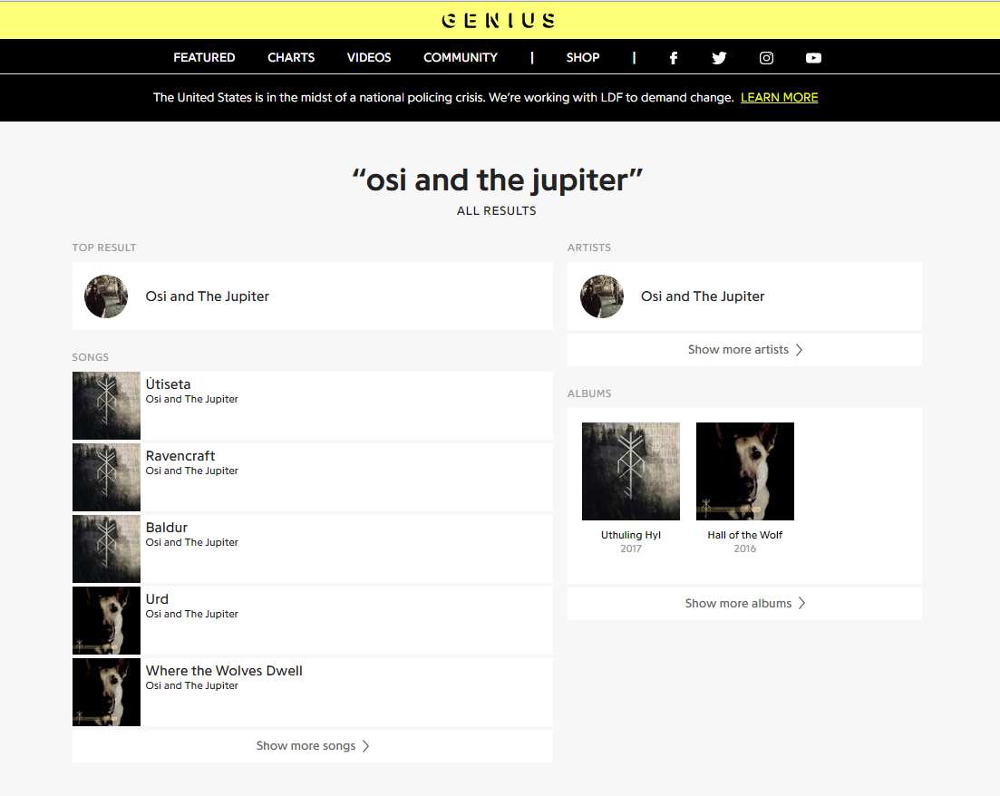 GENIUS
FEATURED CHARTS VIDEOS COMMUNITY | SHOP |
The United States is in the midst of a national policing crisis. We’re working with LDF to demand change. LEARN MORE
“osi and the jupiter”
ALL RESULTS
TOP RESULT
Osi and The Jupiter
SONGS
Útiseta
Osi and The Jupiter
Ravencraft
Osi and The Jupiter
Baldur
Osi and The Jupiter
Urd
Osi and The Jupiter
Where the Wolves Dwell
Osi and The Jupiter
Show more songs
ARTISTS
Osi and The Jupiter
Show more artists
ALBUMS
Uthuling Hyl
2017
Hall of the Wolf
2016
Show more albums